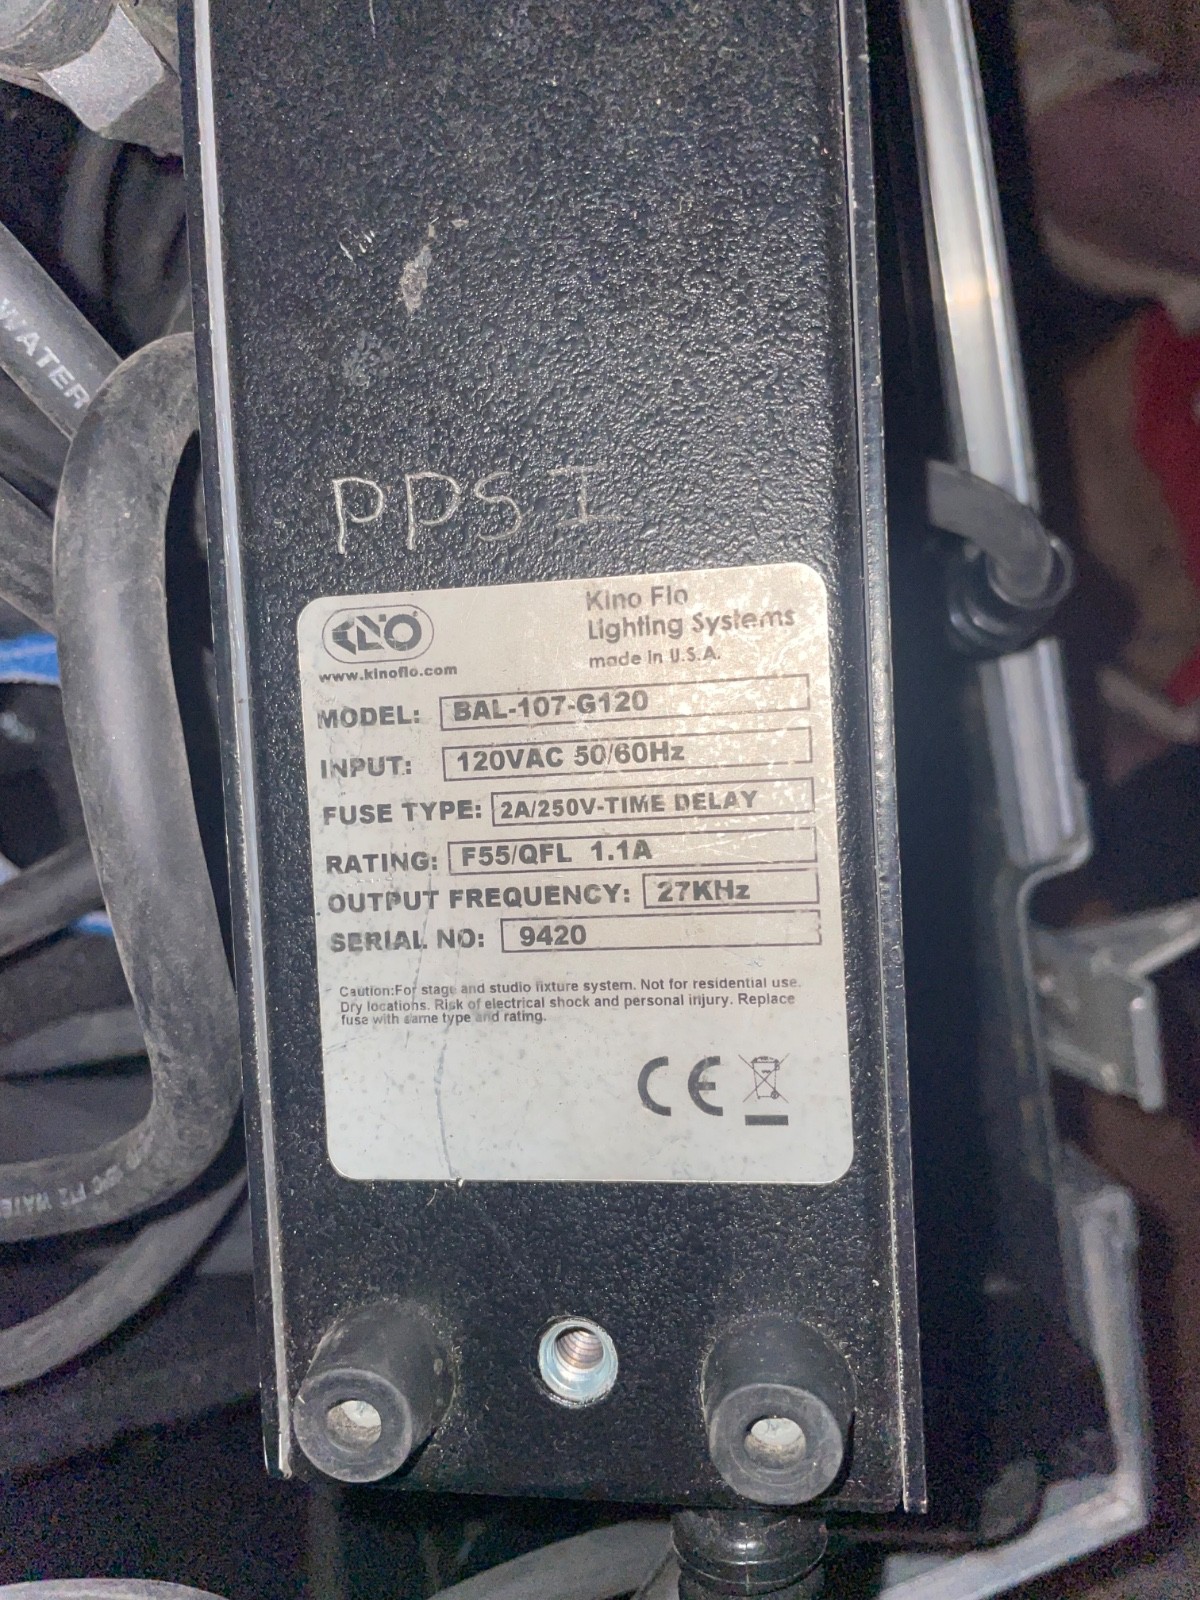 WATER
PPSI
KINO
Kino Flo
Lighting Systems
www.kinoflo.com
made in U.S.A.
MODEL: BAL-107-G120
INPUT: 120VAC 50/60Hz
FUSE TYPE: 2A/250V-TIME DELAY
RATING: F55/QFL 1.1A
OUTPUT FREQUENCY: 27KHz
SERIAL NO: 9420
Caution:For stage and studio fixture system. Not for residential use.
Dry locations. Risk of electrical shock and personal injury. Replace
fuse with same type and rating.
CE